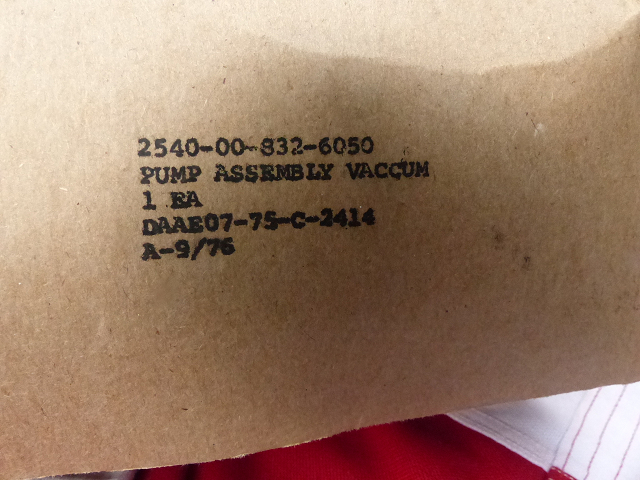 2540-00-832-6050
PUMP ASSEMBLY VACCUM
1 EA
DAAE07-75-C-2414
A-9/76